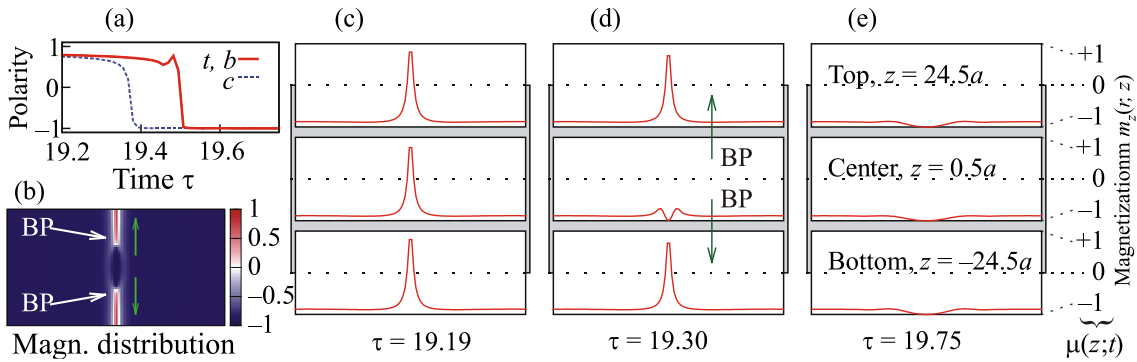 (a)
1
0
−1
Polarity
t, b
c
19.2
19.4
19.6
Time τ
(b)
BP
BP
1
0.5
0
−0.5
−1
Magn. distribution
(c)
τ = 19.19
(d)
BP
BP
τ = 19.30
(e)
Top, z = 24.5a
Center, z = 0.5a
Bottom, z = −24.5a
τ = 19.75
+1
0
−1
+1
0
−1
+1
0
−1
Magnetizationm m_z(r; z)
μ(z;t)